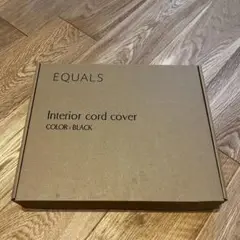 EQUALS
Interior cord cover
COLOR : BLACK